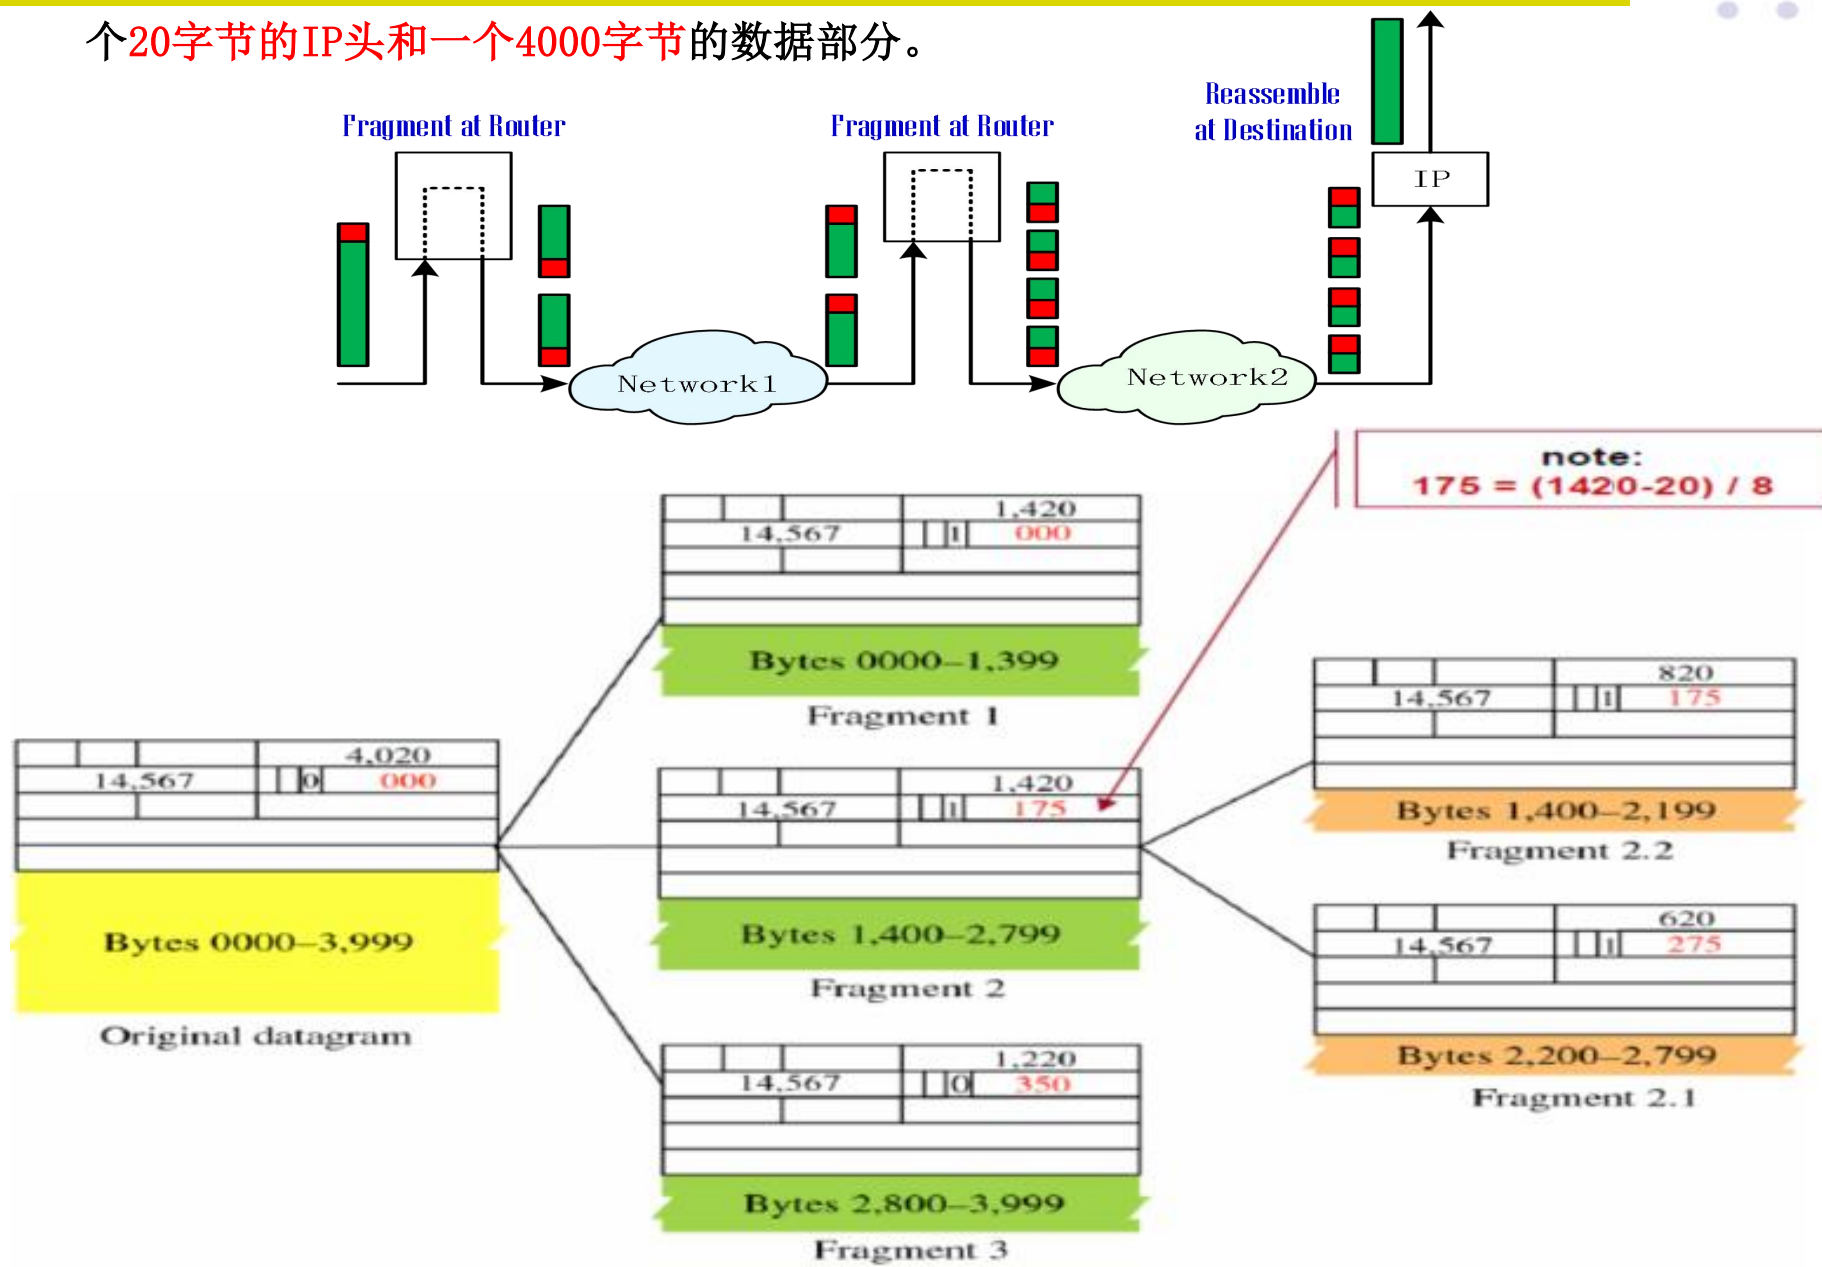 个20字节的IP头和一个4000字节的数据部分。
Reassemble
at Destination
Fragment at Router
Fragment at Router
IP
Network1
Network2
note:
175 = (1420-20) / 8
1,420
14,567 1 000
Bytes 0000–1,399
Fragment 1
820
14,567 1 175
Bytes 1,400–2,199
Fragment 2.2
4,020
14,567 0 000
Bytes 0000–3,999
Original datagram
1,420
14,567 1 175
Bytes 1,400–2,799
Fragment 2
620
14,567 1 275
Bytes 2,200–2,799
Fragment 2.1
1,220
14,567 0 350
Bytes 2,800–3,999
Fragment 3